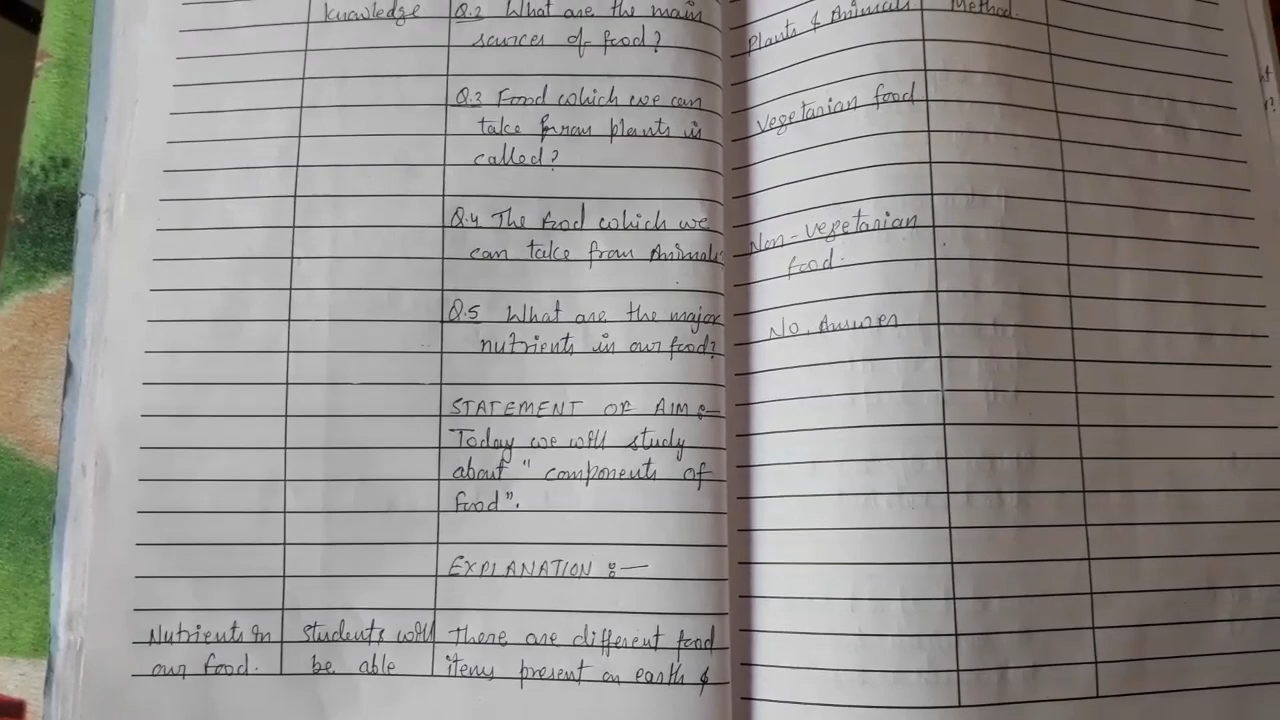 knowledge Q.2 What are the main Plants & Animals Method.
sources of food?
Q.3 Food which we can vegetarian food
take from plants is
called?
Q.4 The food which we Non-vegetarian
can take from Animals food.
Q.5 What are the major No. Answer
nutrients in our food?
STATEMENT OF AIM :-
Today we will study
about "components of
food".
EXPLANATION :-
Nutrients in students will There are different food
our food. be able items present on earth &